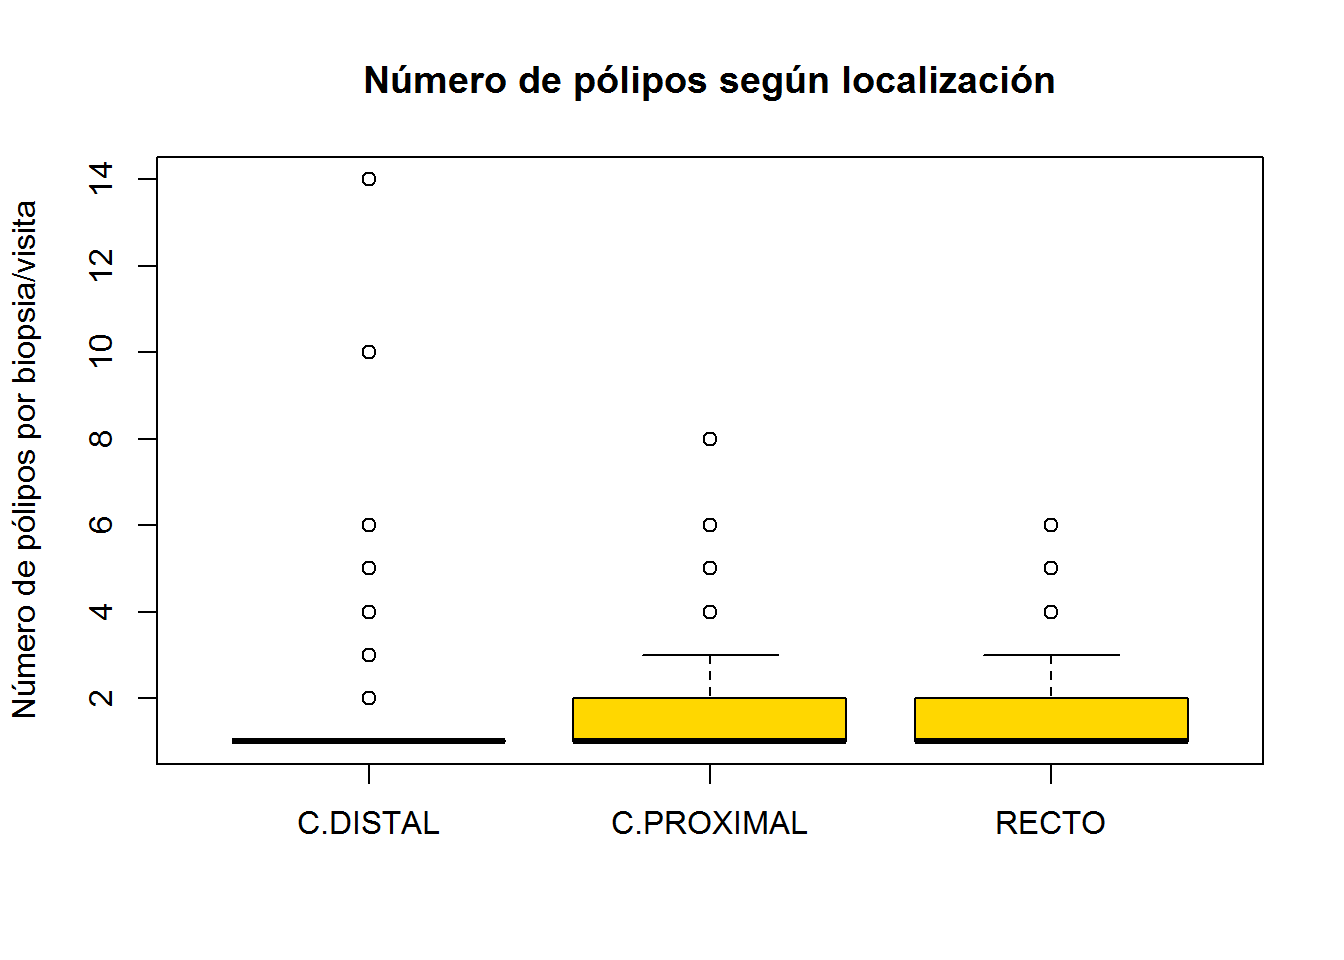 Número de pólipos según localización
Número de pólipos por biopsia/visita
14
12
10
8
6
4
2
C.DISTAL
C.PROXIMAL
RECTO